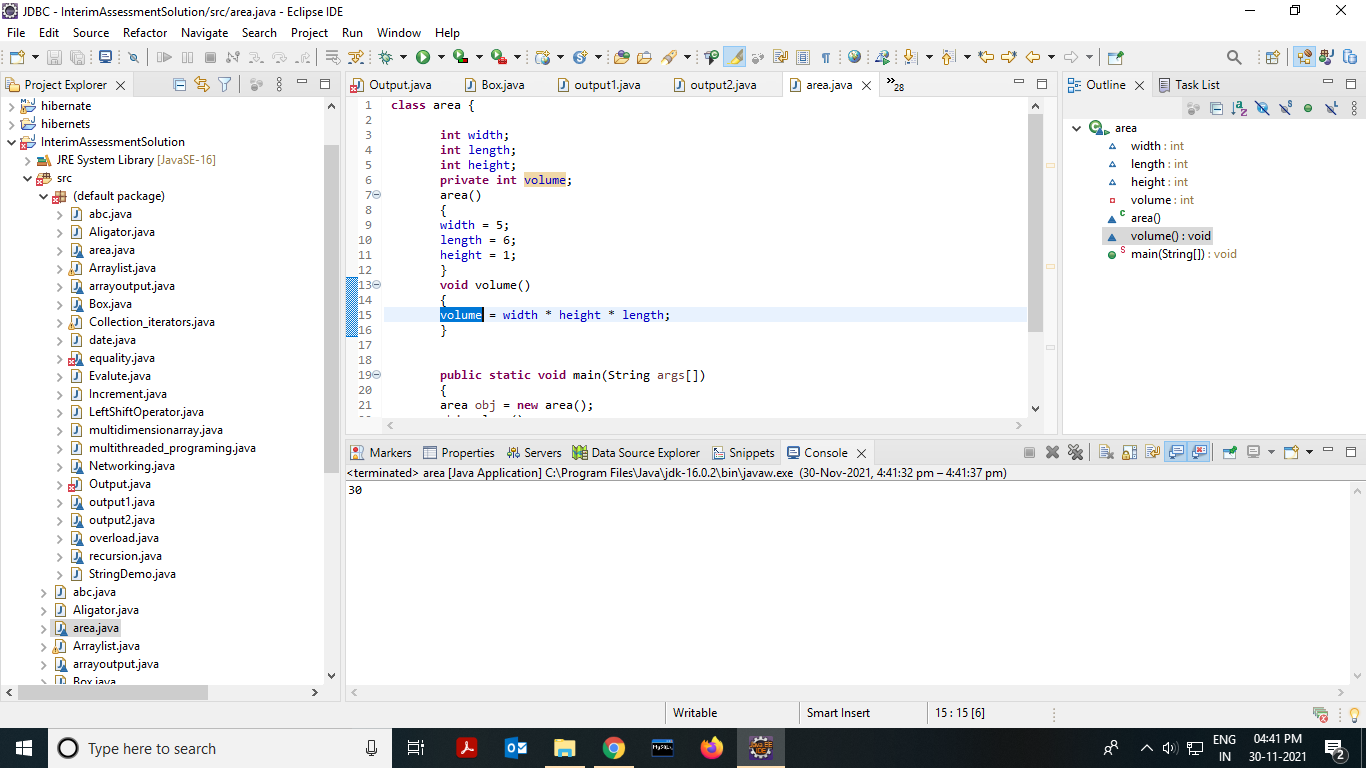 JDBC - InterimAssessmentSolution/src/area.java - Eclipse IDE
File Edit Source Refactor Navigate Search Project Run Window Help
Project Explorer
hibernate
hibernets
InterimAssessmentSolution
JRE System Library [JavaSE-16]
src
(default package)
abc.java
Aligator.java
area.java
Arraylist.java
arrayoutput.java
Box.java
Collection_iterators.java
date.java
equality.java
Evalute.java
Increment.java
LeftShiftOperator.java
multidimensionarray.java
multithreaded_programing.java
Networking.java
Output.java
output1.java
output2.java
overload.java
recursion.java
StringDemo.java
abc.java
Aligator.java
area.java
Arraylist.java
arrayoutput.java
Box.java
Output.java Box.java output1.java output2.java area.java »28
1 class area {
2
3 int width;
4 int length;
5 int height;
6 private int volume;
7 area()
8 {
9 width = 5;
10 length = 6;
11 height = 1;
12 }
13 void volume()
14 {
15 volume = width * height * length;
16 }
17
18
19 public static void main(String args[])
20 {
21 area obj = new area();
Outline Task List
area
width : int
length : int
height : int
volume : int
area()
volume() : void
main(String[]) : void
Markers Properties Servers Data Source Explorer Snippets Console
<terminated> area [Java Application] C:\Program Files\Java\jdk-16.0.2\bin\javaw.exe (30-Nov-2021, 4:41:32 pm – 4:41:37 pm)
30
Writable Smart Insert 15 : 15 [6]
Type here to search
MySQL
ENG
IN
04:41 PM
30-11-2021
2